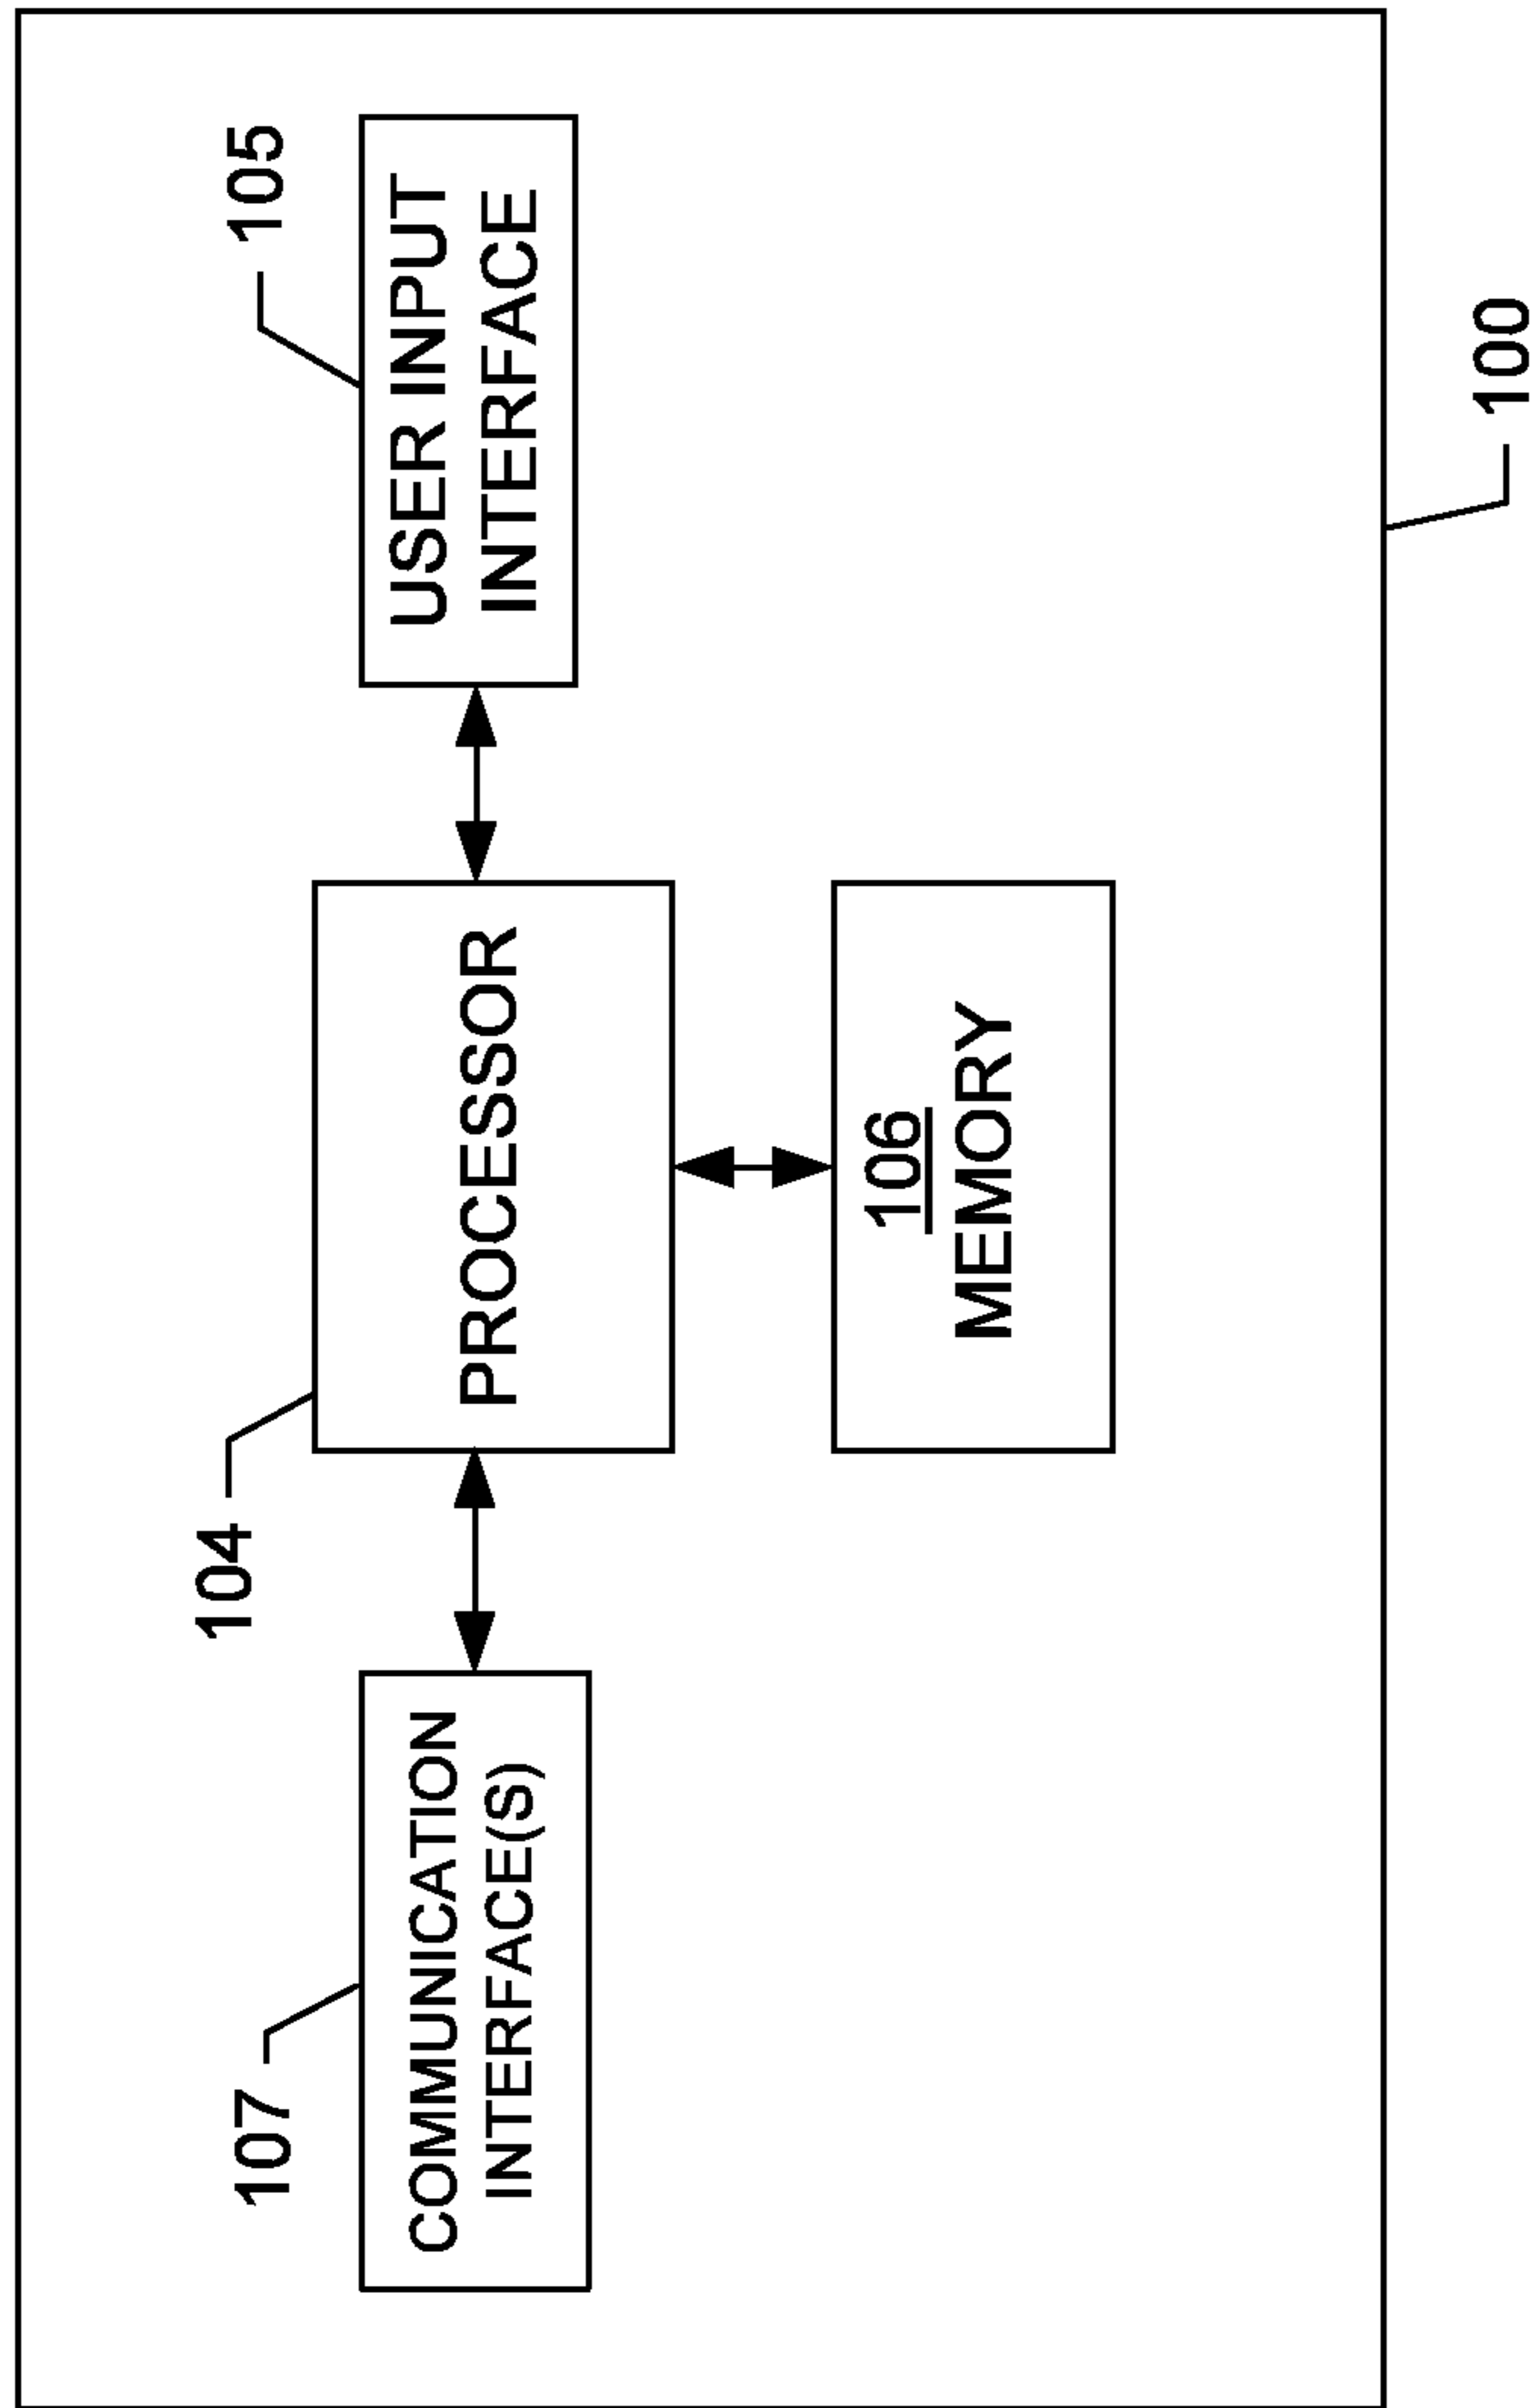 107
COMMUNICATION
INTERFACE(S)
104
PROCESSOR
105
USER INPUT
INTERFACE
106
MEMORY
100